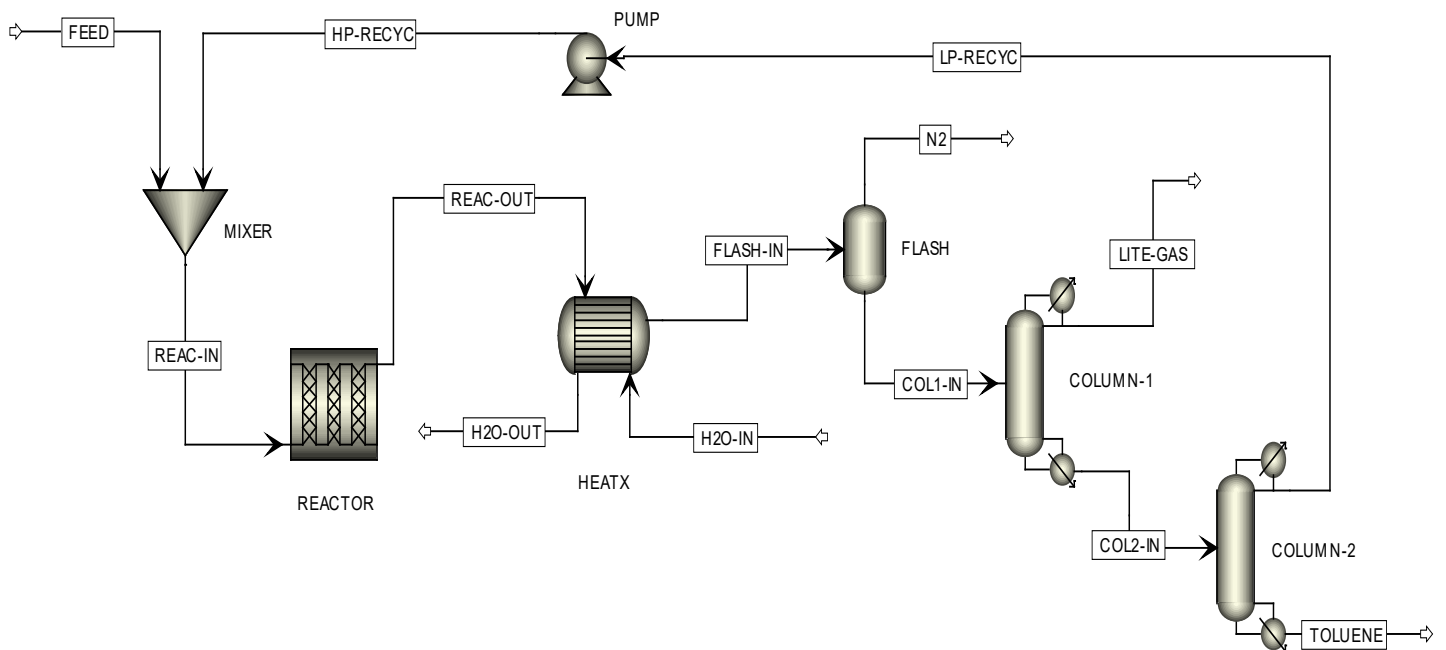 PUMP
FEED
HP-RECYC
LP-RECYC
N2
REAC-OUT
MIXER
FLASH-IN
FLASH
LITE-GAS
REAC-IN
COLUMN-1
COL1-IN
H2O-OUT
H2O-IN
HEATX
REACTOR
COL2-IN
COLUMN-2
TOLUENE